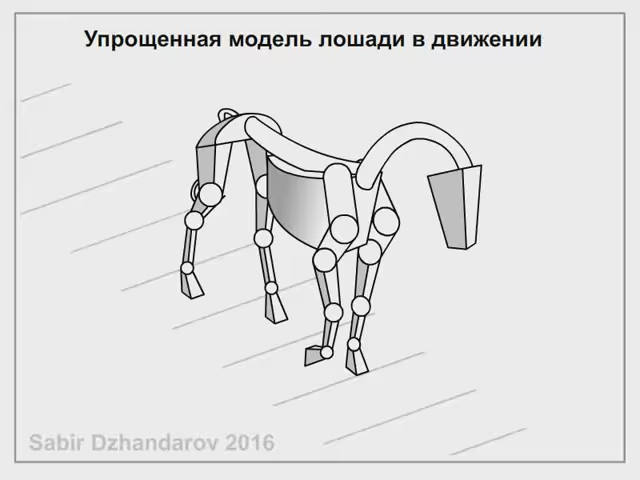 Упрощенная модель лошади в движении
Sabir Dzhandarov 2016